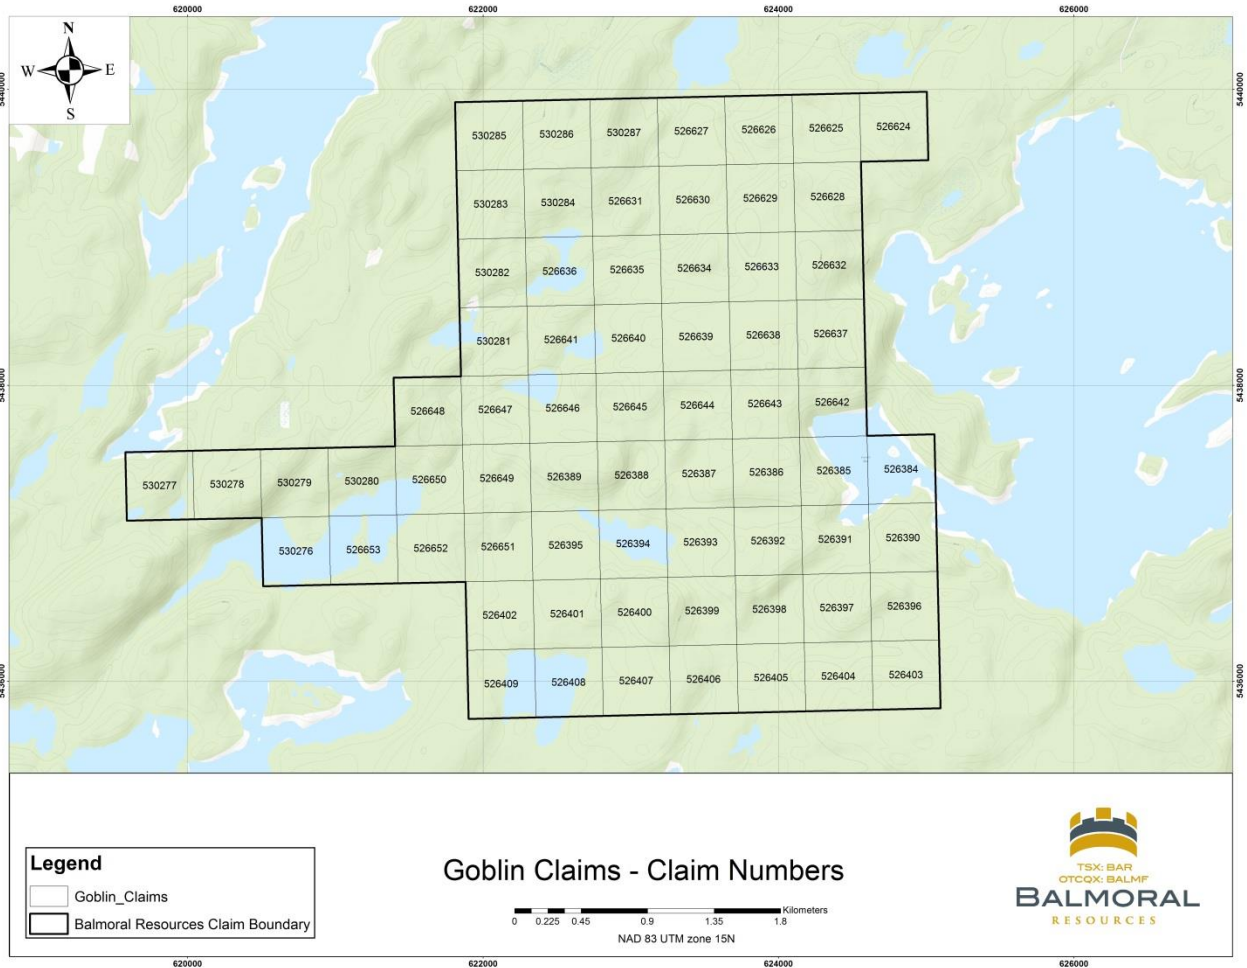 620000 622000 624000 626000
N
W E
S
5440000 5440000
530285 530286 530287 526627 526626 526625 526624
530283 530284 526631 526630 526629 526628
530282 526636 526635 526634 526633 526632
530281 526641 526640 526639 526638 526637
5438000 5438000
526648 526647 526646 526645 526644 526643 526642
530277 530278 530279 530280 526650 526649 526389 526388 526387 526386 526385 526384
530276 526653 526652 526651 526395 526394 526393 526392 526391 526390
526402 526401 526400 526399 526398 526397 526396
5436000 5436000
526409 526408 526407 526406 526405 526404 526403
Legend
Goblin_Claims
Balmoral Resources Claim Boundary
Goblin Claims - Claim Numbers
Kilometers
0 0.225 0.45 0.9 1.35 1.8
NAD 83 UTM zone 15N
TSX: BAR
OTCQX: BALMF
BALMORAL
RESOURCES
620000 622000 624000 626000